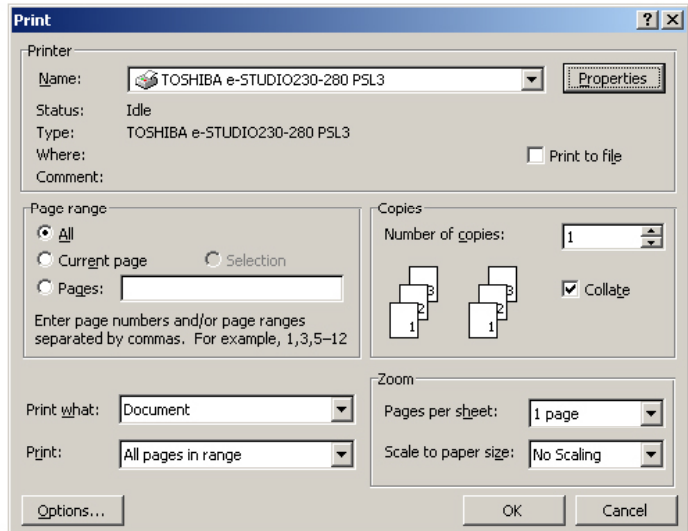 Print
Printer
Name: TOSHIBA e-STUDIO230-280 PSL3 Properties
Status: Idle
Type: TOSHIBA e-STUDIO230-280 PSL3
Where: Print to file
Comment:
Page range
All
Current page Selection
Pages:
Enter page numbers and/or page ranges
separated by commas. For example, 1,3,5–12
Copies
Number of copies: 1
Collate
1 2 3 1 2 3
Print what: Document
Print: All pages in range
Zoom
Pages per sheet: 1 page
Scale to paper size: No Scaling
Options... OK Cancel